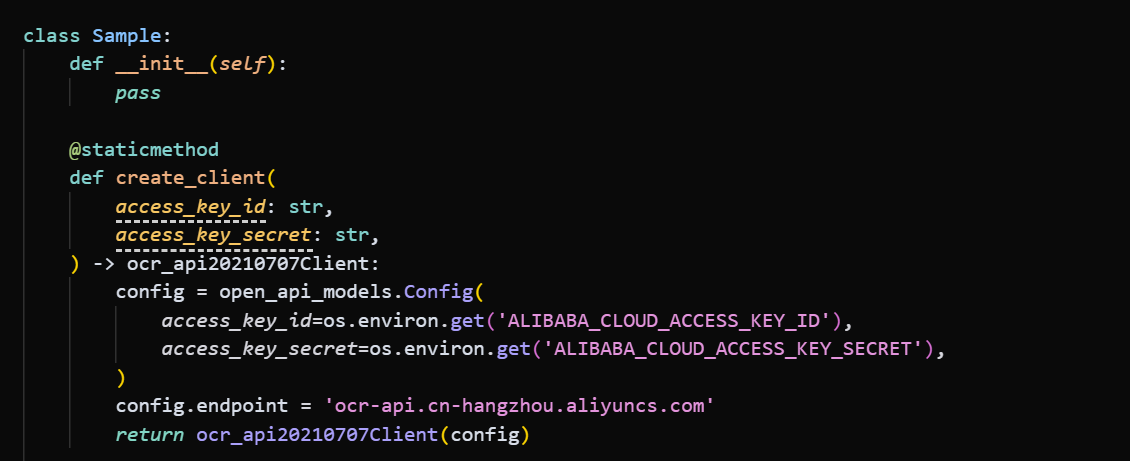 class Sample:
    def __init__(self):
        pass

    @staticmethod
    def create_client(
        access_key_id: str,
        access_key_secret: str,
    ) -> ocr_api20210707Client:
        config = open_api_models.Config(
            access_key_id=os.environ.get('ALIBABA_CLOUD_ACCESS_KEY_ID'),
            access_key_secret=os.environ.get('ALIBABA_CLOUD_ACCESS_KEY_SECRET'),
        )
        config.endpoint = 'ocr-api.cn-hangzhou.aliyuncs.com'
        return ocr_api20210707Client(config)